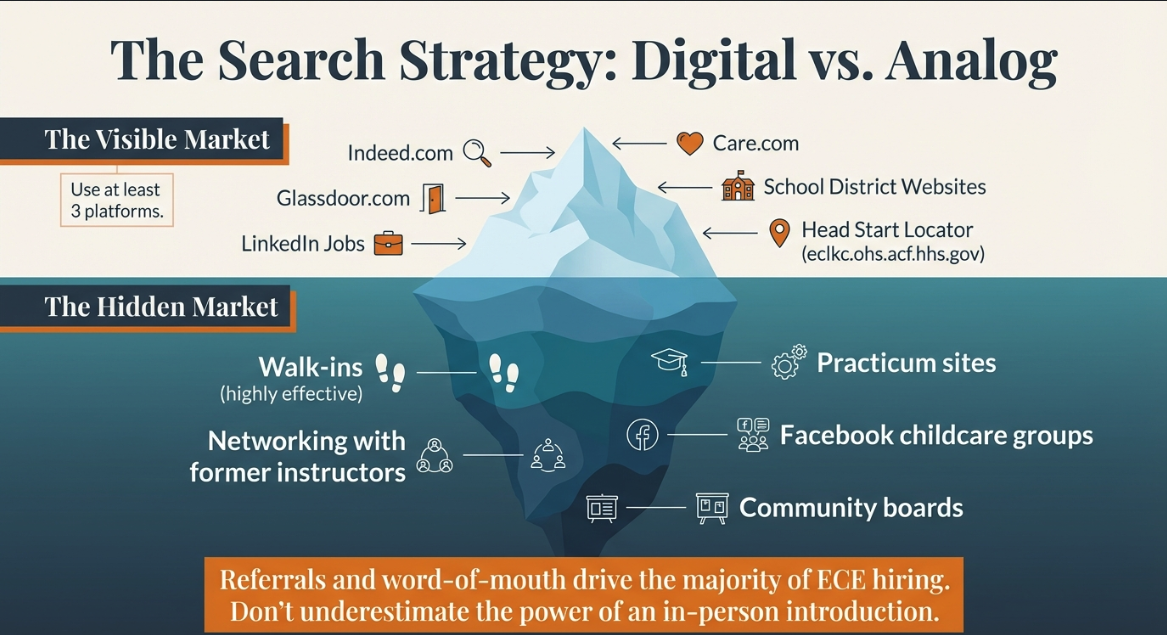 The Search Strategy: Digital vs. Analog
The Visible Market
Use at least
3 platforms.
Indeed.com
Glassdoor.com
LinkedIn Jobs
Care.com
School District Websites
Head Start Locator
(eclkc.ohs.acf.hhs.gov)
The Hidden Market
Walk-ins
(highly effective)
Networking with
former instructors
Practicum sites
Facebook childcare groups
Community boards
Referrals and word-of-mouth drive the majority of ECE hiring.
Don't underestimate the power of an in-person introduction.